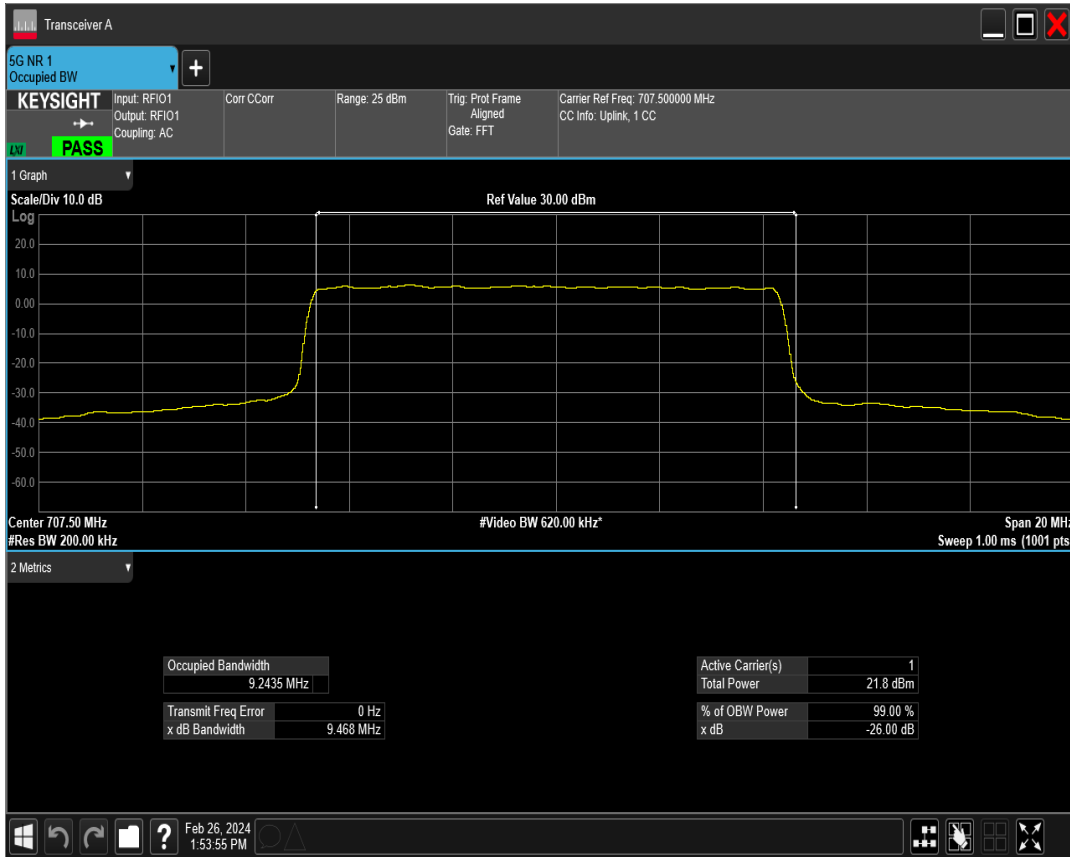 Transceiver A
5G NR 1
Occupied BW
KEYSIGHT
Input: RFIO1
Output: RFIO1
Coupling: AC
Corr CCorr
Range: 25 dBm
Trig: Prot Frame
Aligned
Gate: FFT
Carrier Ref Freq: 707.500000 MHz
CC Info: Uplink, 1 CC
LXI
PASS
1 Graph
Scale/Div 10.0 dB
Ref Value 30.00 dBm
Log
20.0
10.0
0.00
-10.0
-20.0
-30.0
-40.0
-50.0
-60.0
Center 707.50 MHz
#Video BW 620.00 kHz*
Span 20 MHz
#Res BW 200.00 kHz
Sweep 1.00 ms (1001 pts
2 Metrics
Occupied Bandwidth
9.2435 MHz
Transmit Freq Error 0 Hz
x dB Bandwidth 9.468 MHz
Active Carrier(s) 1
Total Power 21.8 dBm
% of OBW Power 99.00 %
x dB -26.00 dB
?
Feb 26, 2024
1:53:55 PM